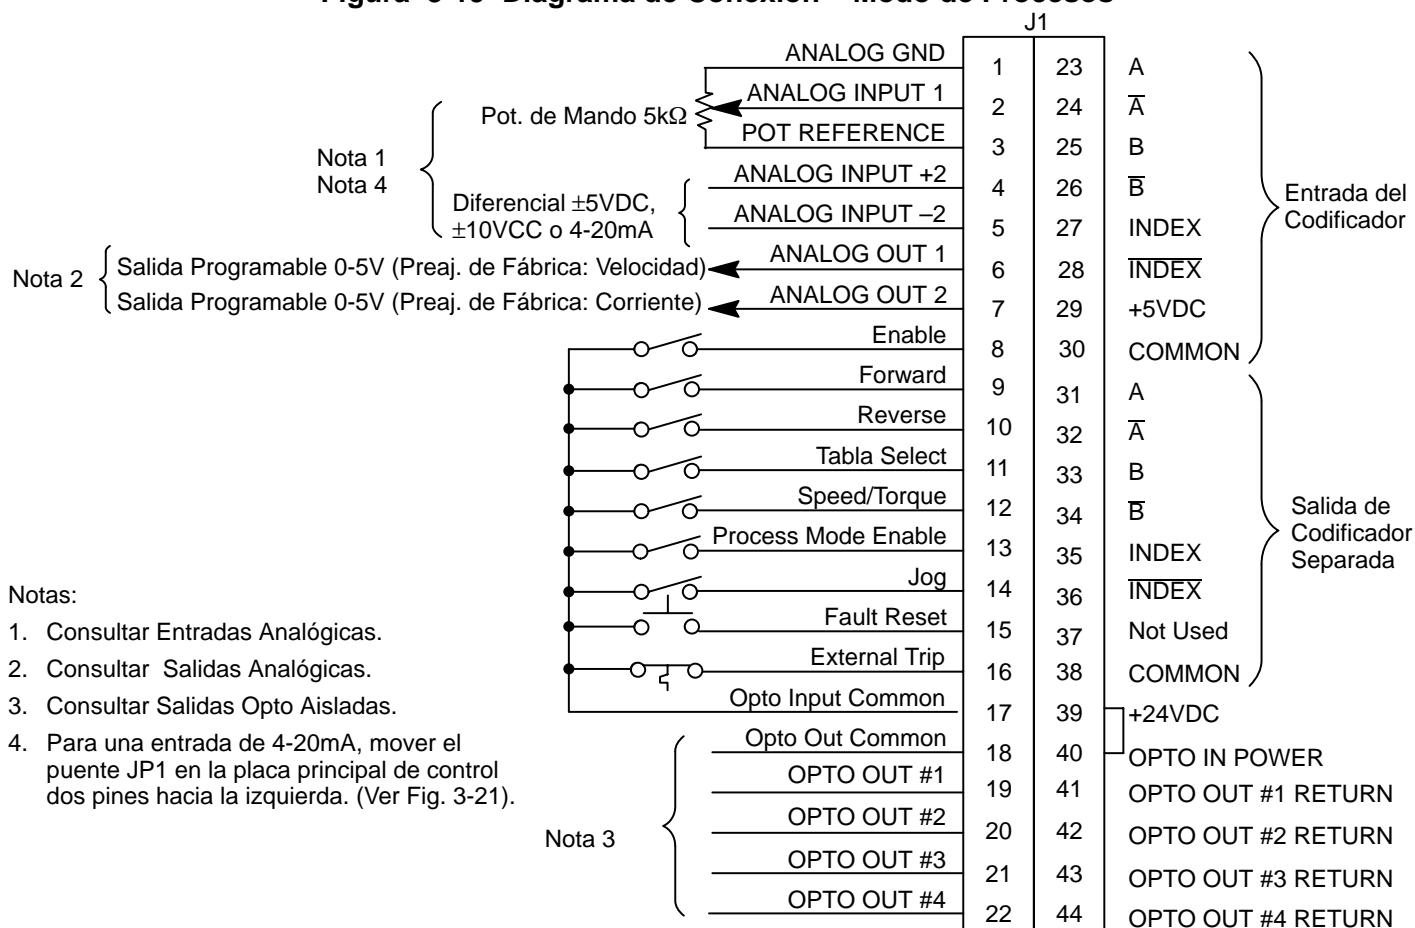 Figura 3-18 Diagrama de Conexión – Modo de Procesos
J1
ANALOG GND 1 23 A
Pot. de Mando 5kΩ ANALOG INPUT 1 2 24 A̅
POT REFERENCE 3 25 B
Nota 1
Nota 4
ANALOG INPUT +2 4 26 B̅
Diferencial ±5VDC,
±10VCC o 4-20mA
ANALOG INPUT –2 5 27 INDEX
Entrada del
Codificador
Nota 2
Salida Programable 0-5V (Preaj. de Fábrica: Velocidad) ANALOG OUT 1 6 28 I̅N̅D̅E̅X̅
Salida Programable 0-5V (Preaj. de Fábrica: Corriente) ANALOG OUT 2 7 29 +5VDC
Enable 8 30 COMMON
Forward 9 31 A
Reverse 10 32 A̅
Tabla Select 11 33 B
Speed/Torque 12 34 B̅
Process Mode Enable 13 35 INDEX
Salida de
Codificador
Separada
Jog 14 36 I̅N̅D̅E̅X̅
Fault Reset 15 37 Not Used
External Trip 16 38 COMMON
Opto Input Common 17 39 +24VDC
Opto Out Common 18 40 OPTO IN POWER
OPTO OUT #1 19 41 OPTO OUT #1 RETURN
OPTO OUT #2 20 42 OPTO OUT #2 RETURN
Nota 3
OPTO OUT #3 21 43 OPTO OUT #3 RETURN
OPTO OUT #4 22 44 OPTO OUT #4 RETURN
Notas:
1. Consultar Entradas Analógicas.
2. Consultar Salidas Analógicas.
3. Consultar Salidas Opto Aisladas.
4. Para una entrada de 4-20mA, mover el
puente JP1 en la placa principal de control
dos pines hacia la izquierda. (Ver Fig. 3-21).